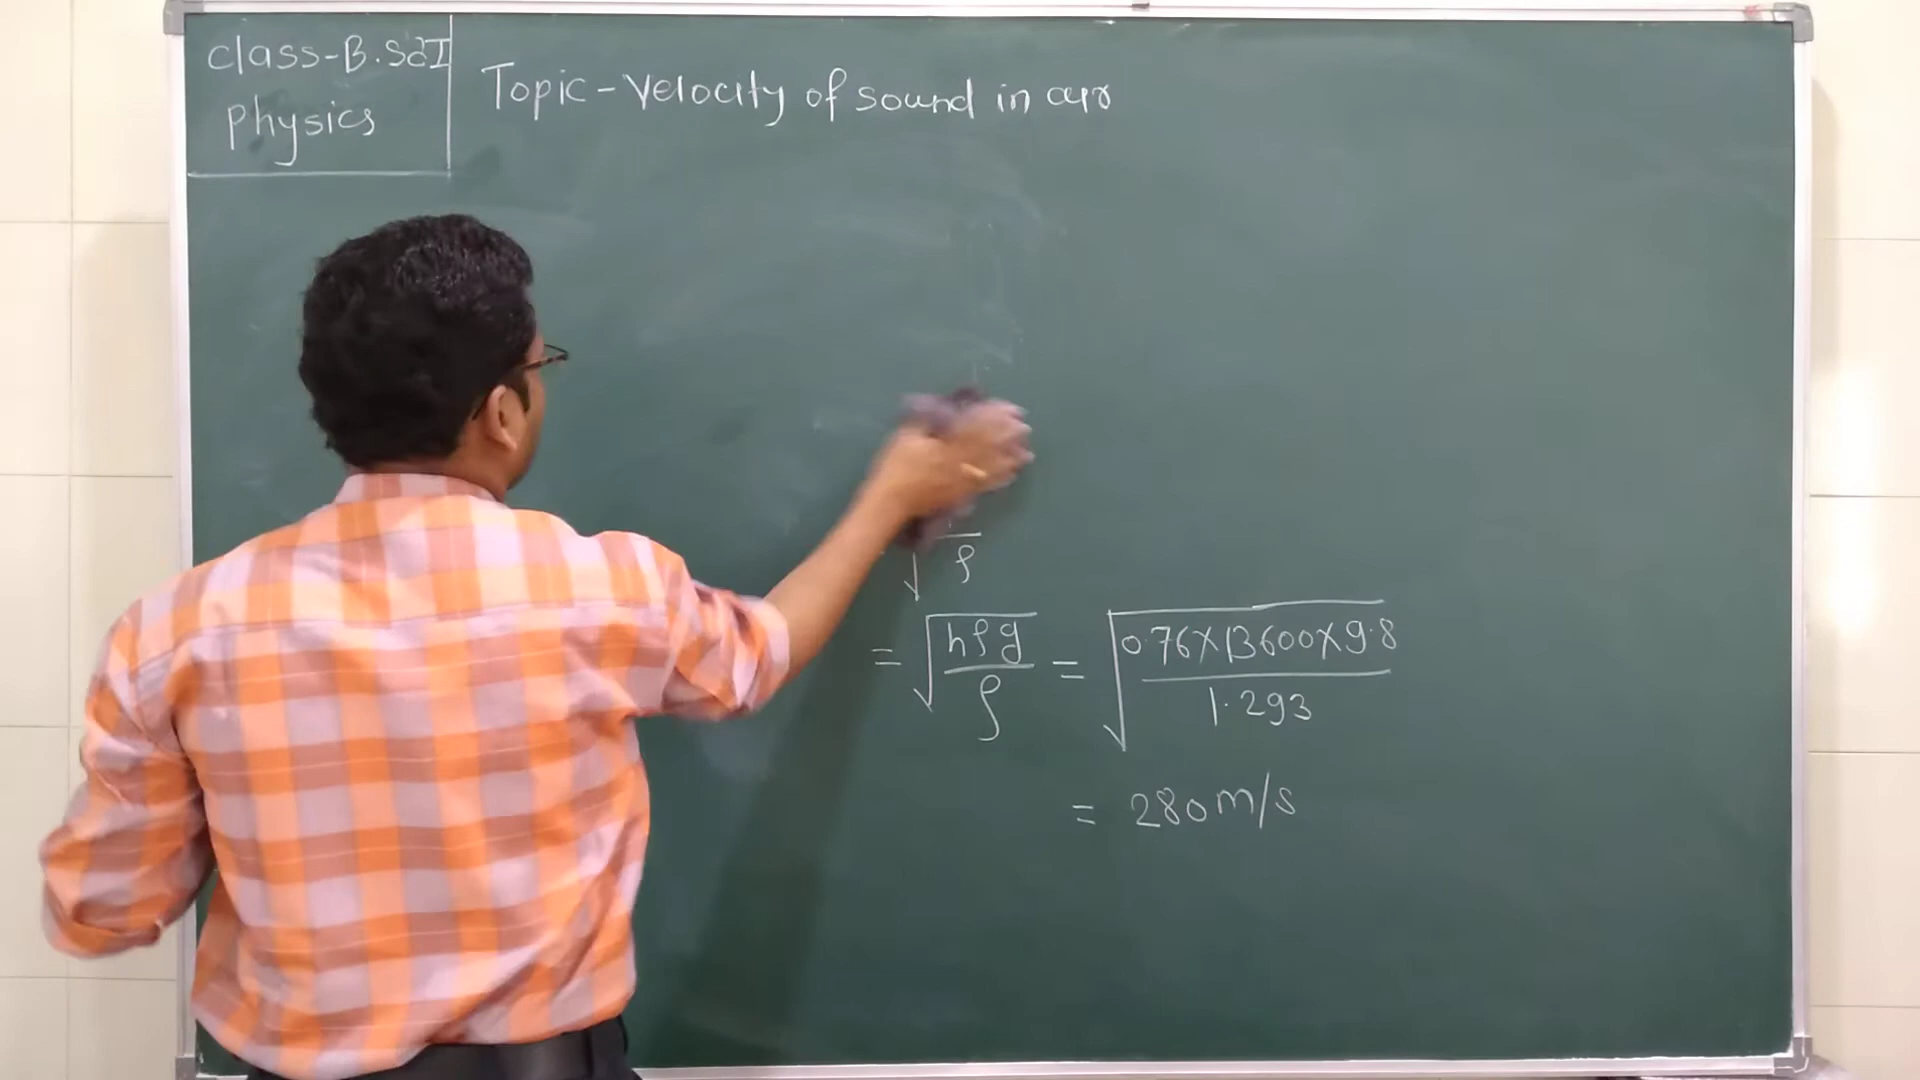 class-B.Sc I
Physics
Topic - Velocity of sound in air
√ ρ
= √(hρg/ρ) = √(0.76×13600×9.8/1.293)
= 280 m/s